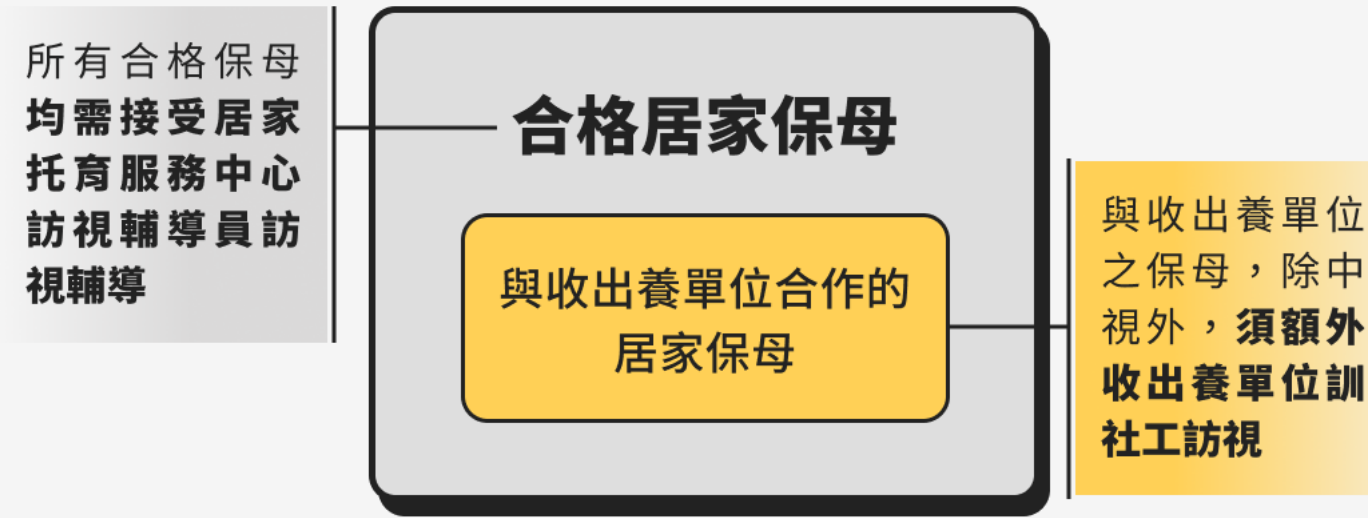 所有合格保母
均需接受居家
托育服務中心
訪視輔導員訪
視輔導
合格居家保母
與收出養單位合作的
居家保母
與收出養單位
之保母，除中
視外，須額外
收出養單位訓
社工訪視